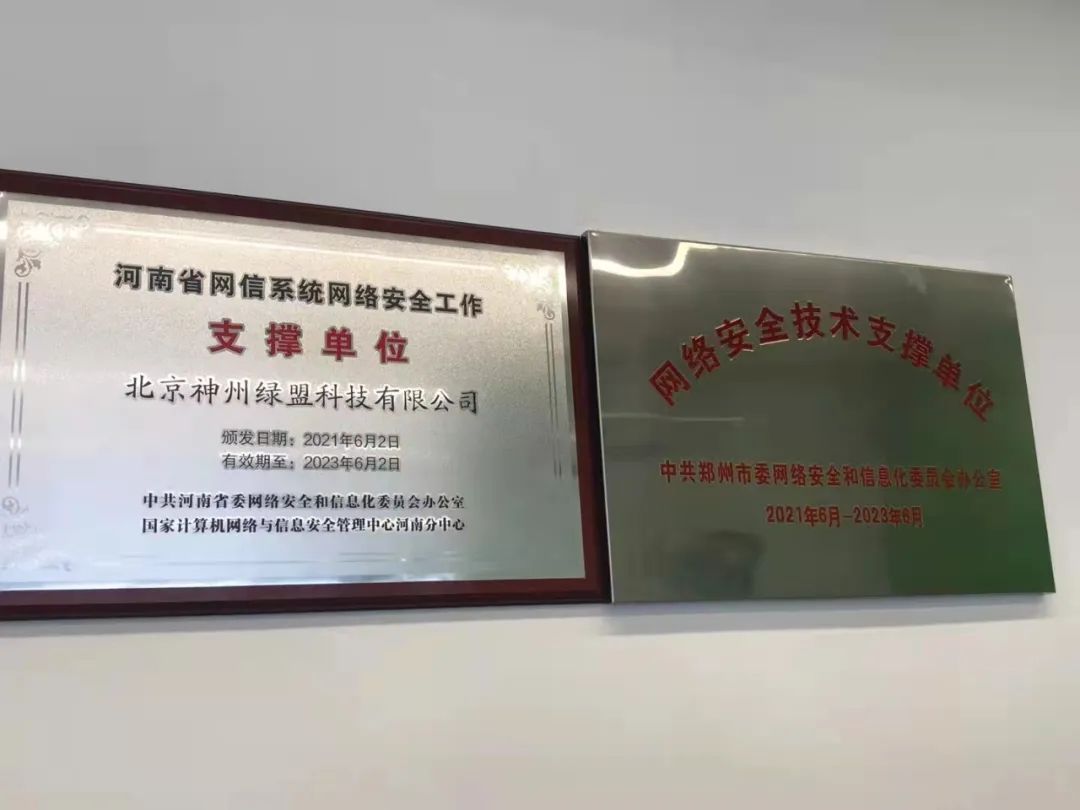 河南省网信系统网络安全工作
支撑单位
北京神州绿盟科技有限公司
颁发日期：2021年6月2日
有效期至：2023年6月2日
中共河南省委网络安全和信息化委员会办公室
国家计算机网络与信息安全管理中心河南分中心
网络安全技术支撑单位
中共郑州市委网络安全和信息化委员会办公室
2021年6月-2023年6月